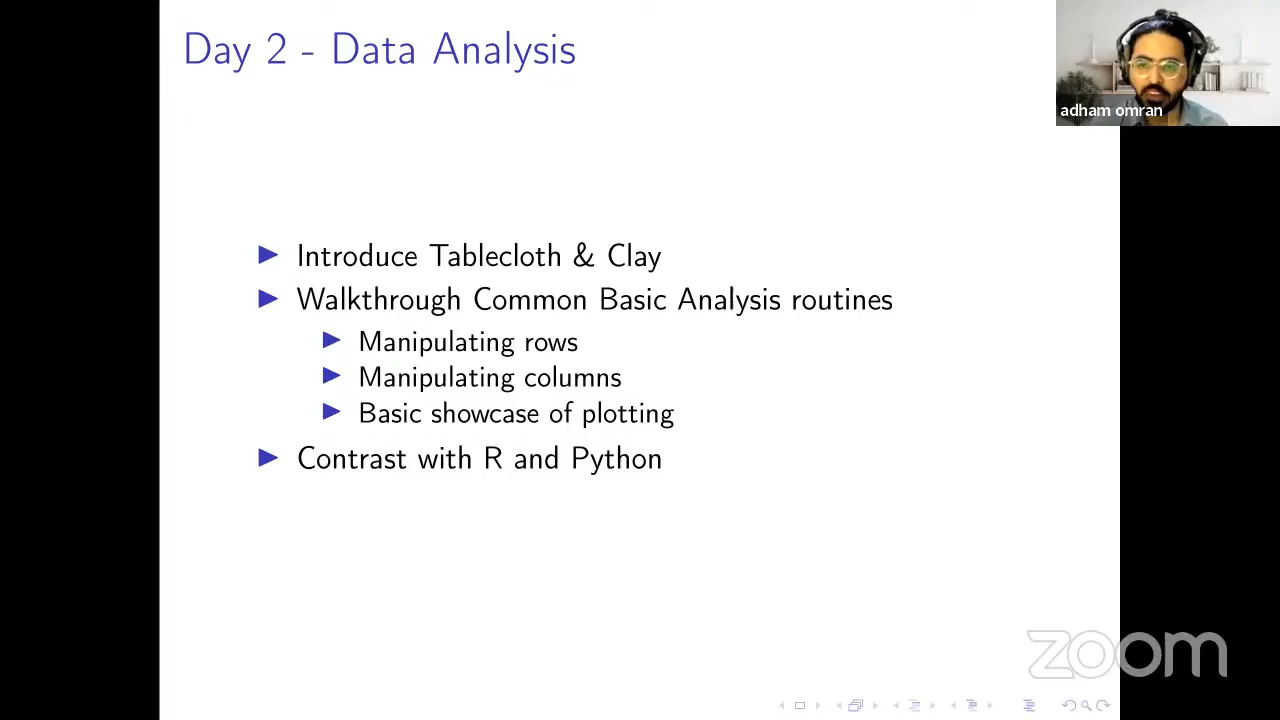 Day 2 - Data Analysis
adham omran
Introduce Tablecloth & Clay
Walkthrough Common Basic Analysis routines
Manipulating rows
Manipulating columns
Basic showcase of plotting
Contrast with R and Python
zoom